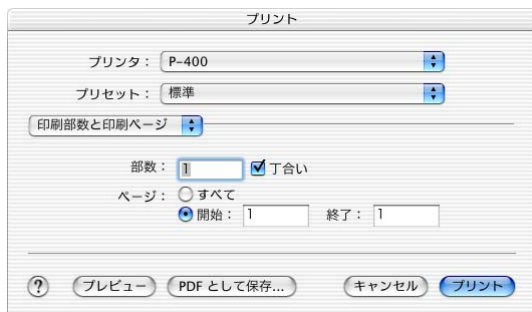 プリント
プリンタ： P-400
プリセット： 標準
印刷部数と印刷ページ
部数： 1 丁合い
ページ： すべて
開始： 1 終了： 1
? プレビュー PDF として保存... キャンセル プリント